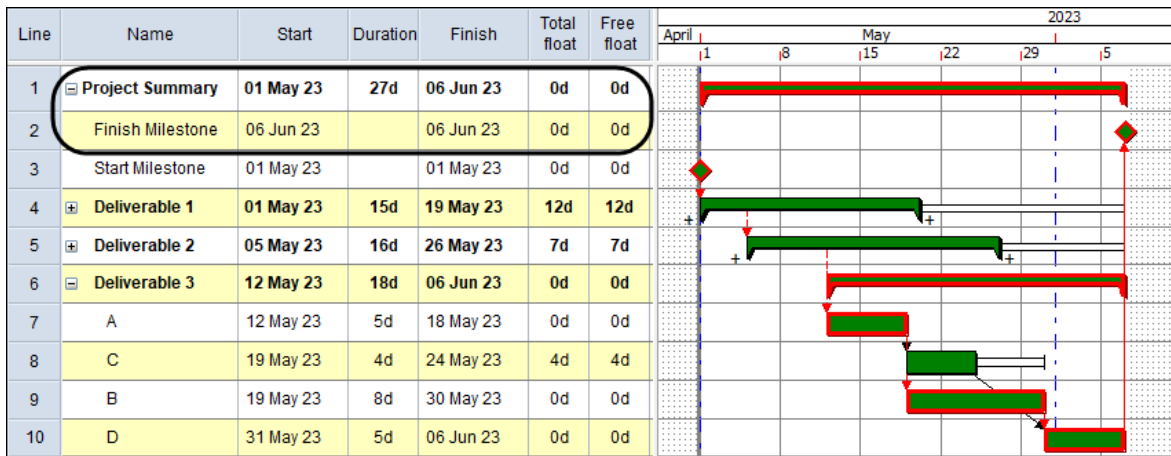 2023
April May
1 8 15 22 29 5
Line Name Start Duration Finish Total float Free float
1 Project Summary 01 May 23 27d 06 Jun 23 0d 0d
2 Finish Milestone 06 Jun 23 06 Jun 23 0d 0d
3 Start Milestone 01 May 23 01 May 23 0d 0d
4 Deliverable 1 01 May 23 15d 19 May 23 12d 12d
5 Deliverable 2 05 May 23 16d 26 May 23 7d 7d
6 Deliverable 3 12 May 23 18d 06 Jun 23 0d 0d
7 A 12 May 23 5d 18 May 23 0d 0d
8 C 19 May 23 4d 24 May 23 4d 4d
9 B 19 May 23 8d 30 May 23 0d 0d
10 D 31 May 23 5d 06 Jun 23 0d 0d